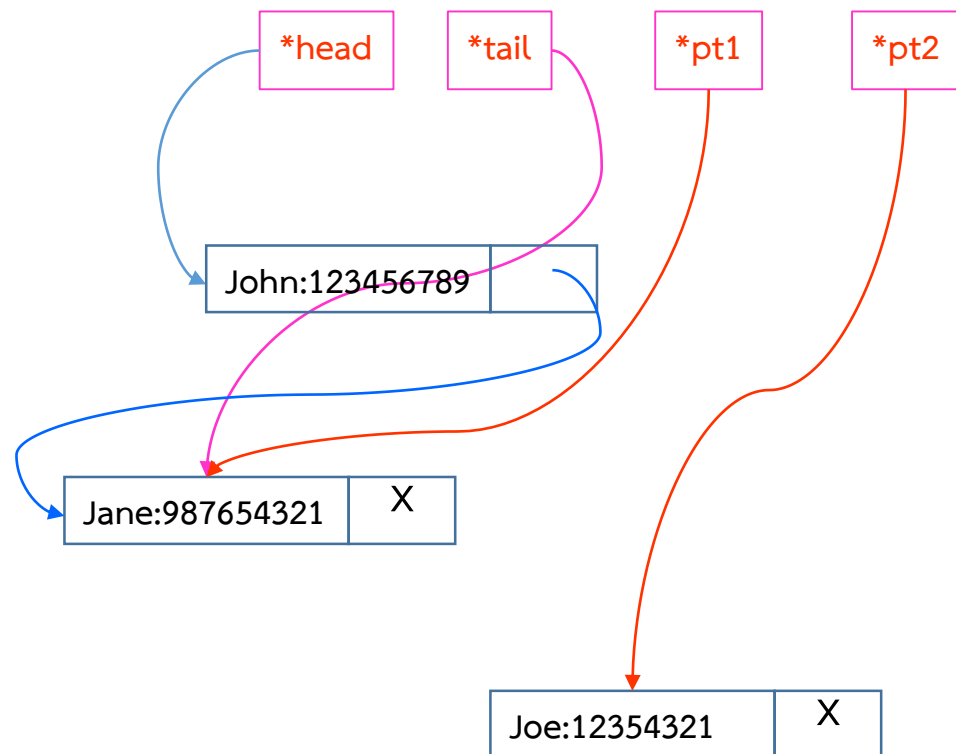 *head
*tail
*pt1
*pt2
John:123456789
Jane:987654321
X
Joe:12354321
X